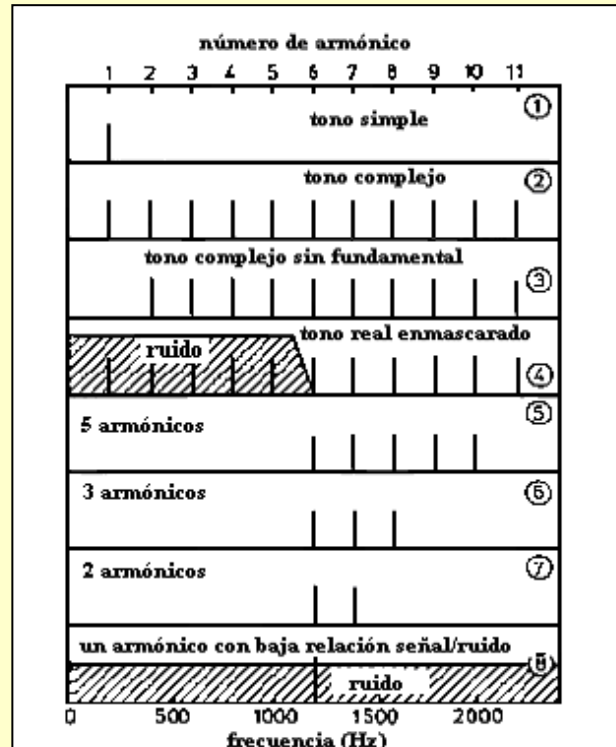 número de armónico
1 2 3 4 5 6 7 8 9 10 11
tono simple 1
tono complejo 2
tono complejo sin fundamental
3
tono real enmascarado
ruido
4
5
5 armónicos
3 armónicos 6
2 armónicos 7
un armónico con baja relación señal/ruido
8
ruido
0 500 1000 1500 2000
frecuencia (Hz)